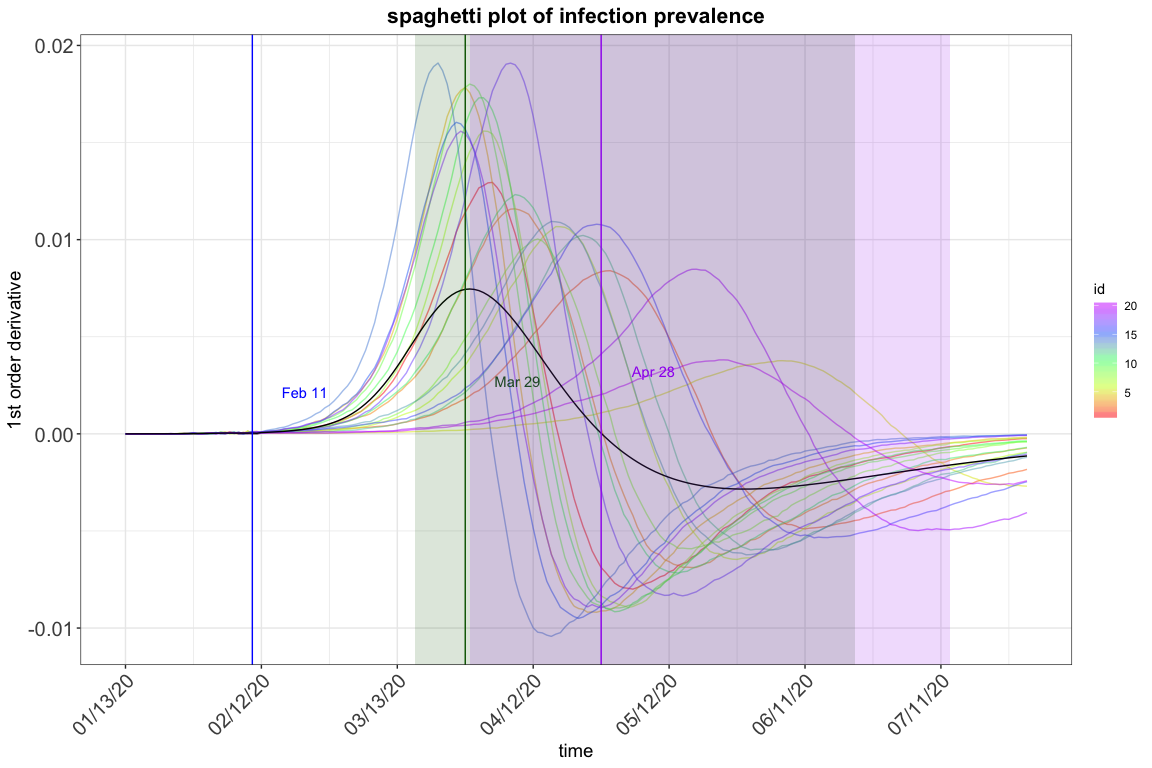 spaghetti plot of infection prevalence
1st order derivative
0.02
0.01
0.00
-0.01
Feb 11
Mar 29
Apr 28
01/13/20
02/12/20
03/13/20
04/12/20
05/12/20
06/11/20
07/11/20
time
id
20
15
10
5